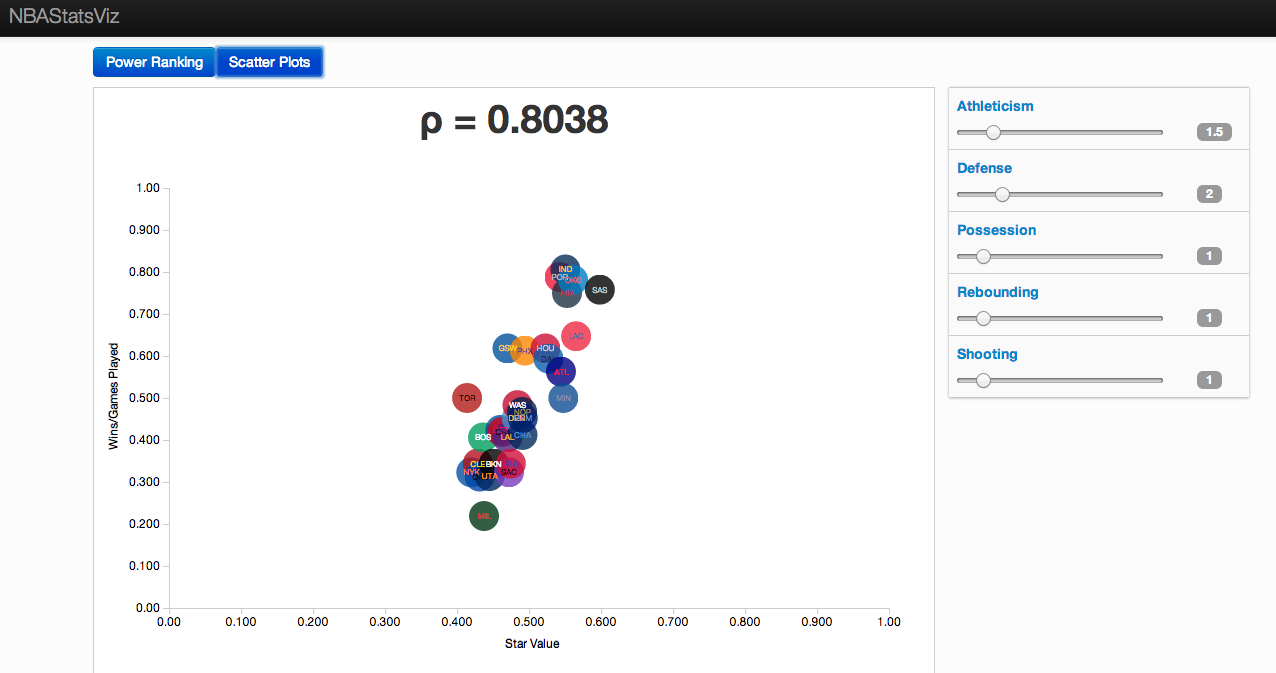 NBAStatsViz
Power Ranking
Scatter Plots
ρ = 0.8038
Athleticism
1.5
Defense
2
Possession
1
Rebounding
1
Shooting
1
1.00
0.900
0.800
0.700
0.600
0.500
0.400
0.300
0.200
0.100
0.00
Wins/Games Played
IND
POR
OKC
MIA
SAS
LAC
GSW
PHX
HOU
ATL
TOR
MIN
WAS
NOP
DEN
BOS
LAL
CHA
CLE
BKN
NYK
UTA
SAC
MIL
0.00
0.100
0.200
0.300
0.400
0.500
0.600
0.700
0.800
0.900
1.00
Star Value